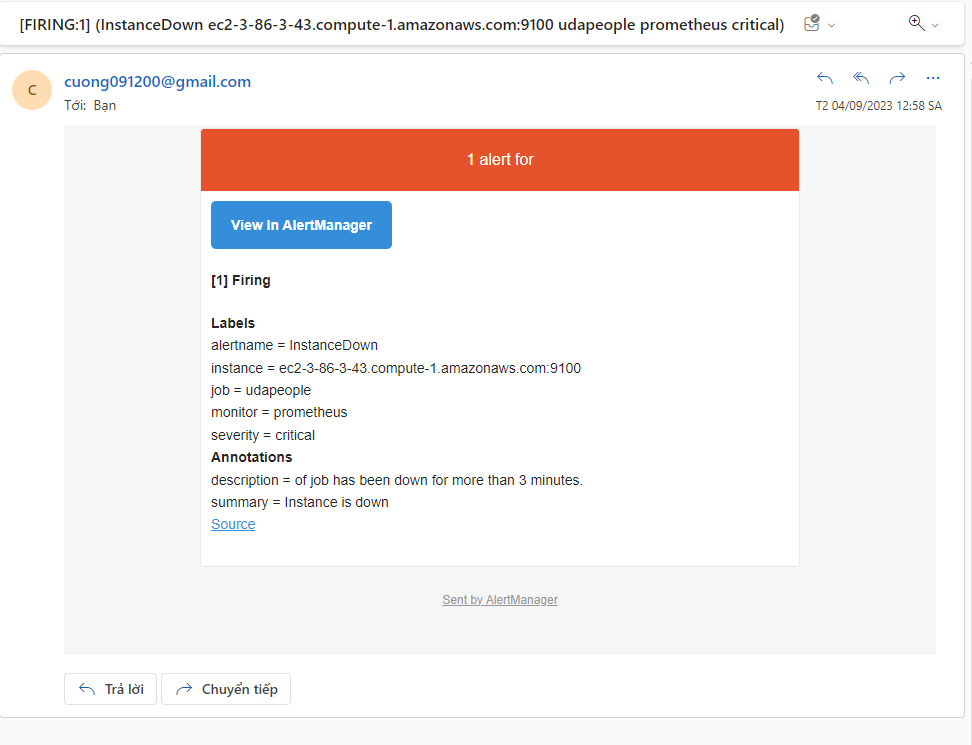 [FIRING:1] (InstanceDown ec2-3-86-3-43.compute-1.amazonaws.com:9100 udapeople prometheus critical)
C
cuong091200@gmail.com
Tới: Bạn
T2 04/09/2023 12:58 SA
1 alert for
View In AlertManager
[1] Firing
Labels
alertname = InstanceDown
instance = ec2-3-86-3-43.compute-1.amazonaws.com:9100
job = udapeople
monitor = prometheus
severity = critical
Annotations
description = of job has been down for more than 3 minutes.
summary = Instance is down
Source
Sent by AlertManager
Trả lời
Chuyển tiếp